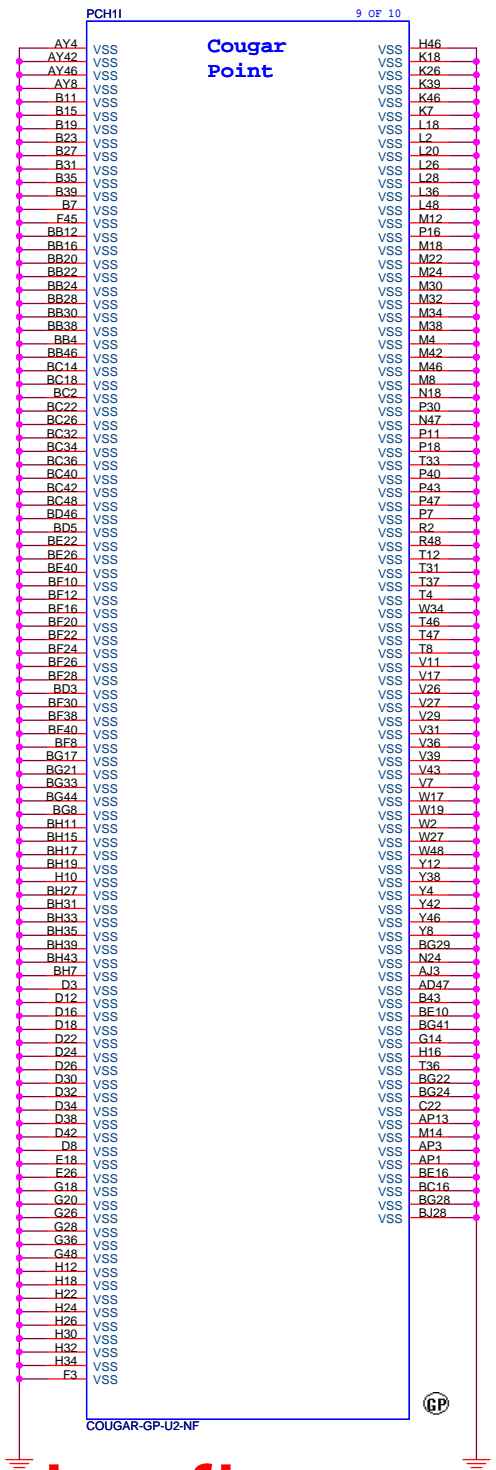 PCH1I 9 OF 10
Cougar
Point
AY4 VSS VSS H46
AY42 VSS VSS K18
AY46 VSS VSS K26
AY8 VSS VSS K39
B11 VSS VSS K46
B15 VSS VSS K7
B19 VSS VSS L18
B23 VSS VSS L2
B27 VSS VSS L20
B31 VSS VSS L26
B35 VSS VSS L28
B39 VSS VSS L36
B7 VSS VSS L48
F45 VSS VSS M12
BB12 VSS VSS P16
BB16 VSS VSS M18
BB20 VSS VSS M22
BB22 VSS VSS M24
BB24 VSS VSS M30
BB28 VSS VSS M32
BB30 VSS VSS M34
BB38 VSS VSS M38
BB4 VSS VSS M4
BB46 VSS VSS M42
BC14 VSS VSS M46
BC18 VSS VSS M8
BC2 VSS VSS N18
BC22 VSS VSS P30
BC26 VSS VSS N47
BC32 VSS VSS P11
BC34 VSS VSS P18
BC36 VSS VSS T33
BC40 VSS VSS P40
BC42 VSS VSS P43
BC48 VSS VSS P47
BD46 VSS VSS P7
BD5 VSS VSS R2
BE22 VSS VSS R48
BE26 VSS VSS T12
BE40 VSS VSS T31
BF10 VSS VSS T37
BF12 VSS VSS T4
BF16 VSS VSS W34
BF20 VSS VSS T46
BF22 VSS VSS T47
BF24 VSS VSS T8
BF26 VSS VSS V11
BF28 VSS VSS V17
BD3 VSS VSS V26
BF30 VSS VSS V27
BF38 VSS VSS V29
BF40 VSS VSS V31
BF8 VSS VSS V36
BG17 VSS VSS V39
BG21 VSS VSS V43
BG33 VSS VSS V7
BG44 VSS VSS W17
BG8 VSS VSS W19
BH11 VSS VSS W2
BH15 VSS VSS W27
BH17 VSS VSS W48
BH19 VSS VSS Y12
H10 VSS VSS Y38
BH27 VSS VSS Y4
BH31 VSS VSS Y42
BH33 VSS VSS Y46
BH35 VSS VSS Y8
BH39 VSS VSS BG29
BH43 VSS VSS N24
BH7 VSS VSS AJ3
D3 VSS VSS AD47
D12 VSS VSS B43
D16 VSS VSS BE10
D18 VSS VSS BG41
D22 VSS VSS G14
D24 VSS VSS H16
D26 VSS VSS T36
D30 VSS VSS BG22
D32 VSS VSS BG24
D34 VSS VSS C22
D38 VSS VSS AP13
D42 VSS VSS M14
D8 VSS VSS AP3
E18 VSS VSS AP1
E26 VSS VSS BE16
G18 VSS VSS BC16
G20 VSS VSS BG28
G26 VSS VSS BJ28
G28 VSS
G36 VSS
G48 VSS
H12 VSS
H18 VSS
H22 VSS
H24 VSS
H26 VSS
H30 VSS
H32 VSS
H34 VSS
F3 VSS
GP
COUGAR-GP-U2-NF